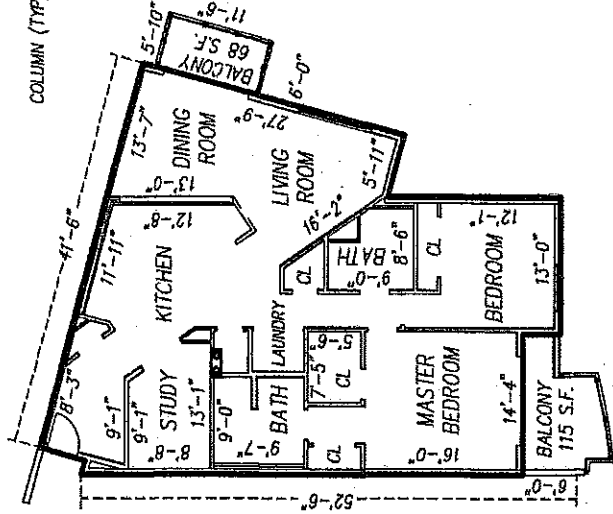 COLUMN (TYP
11'-6"
5'-10"
BALCONY
68 S.F.
6'-0"
41'-6"
13'-7"
DINING
ROOM
27'-9"
13'-0"
LIVING
ROOM
5'-11"
16'-2"
11'-11"
12'-8"
KITCHEN
8'-3"
9'-1"
9'-1"
STUDY
8'-8"
13'-1"
LAUNDRY
CL
BATH
9'-0"
8'-6"
CL
12'-1"
BEDROOM
13'-0"
9'-0"
BATH
9'-7"
7'-5"
5'-6"
CL
CL
MASTER
BEDROOM
16'-0"
14'-4"
BALCONY
115 S.F.
6'-0"
52'-6"